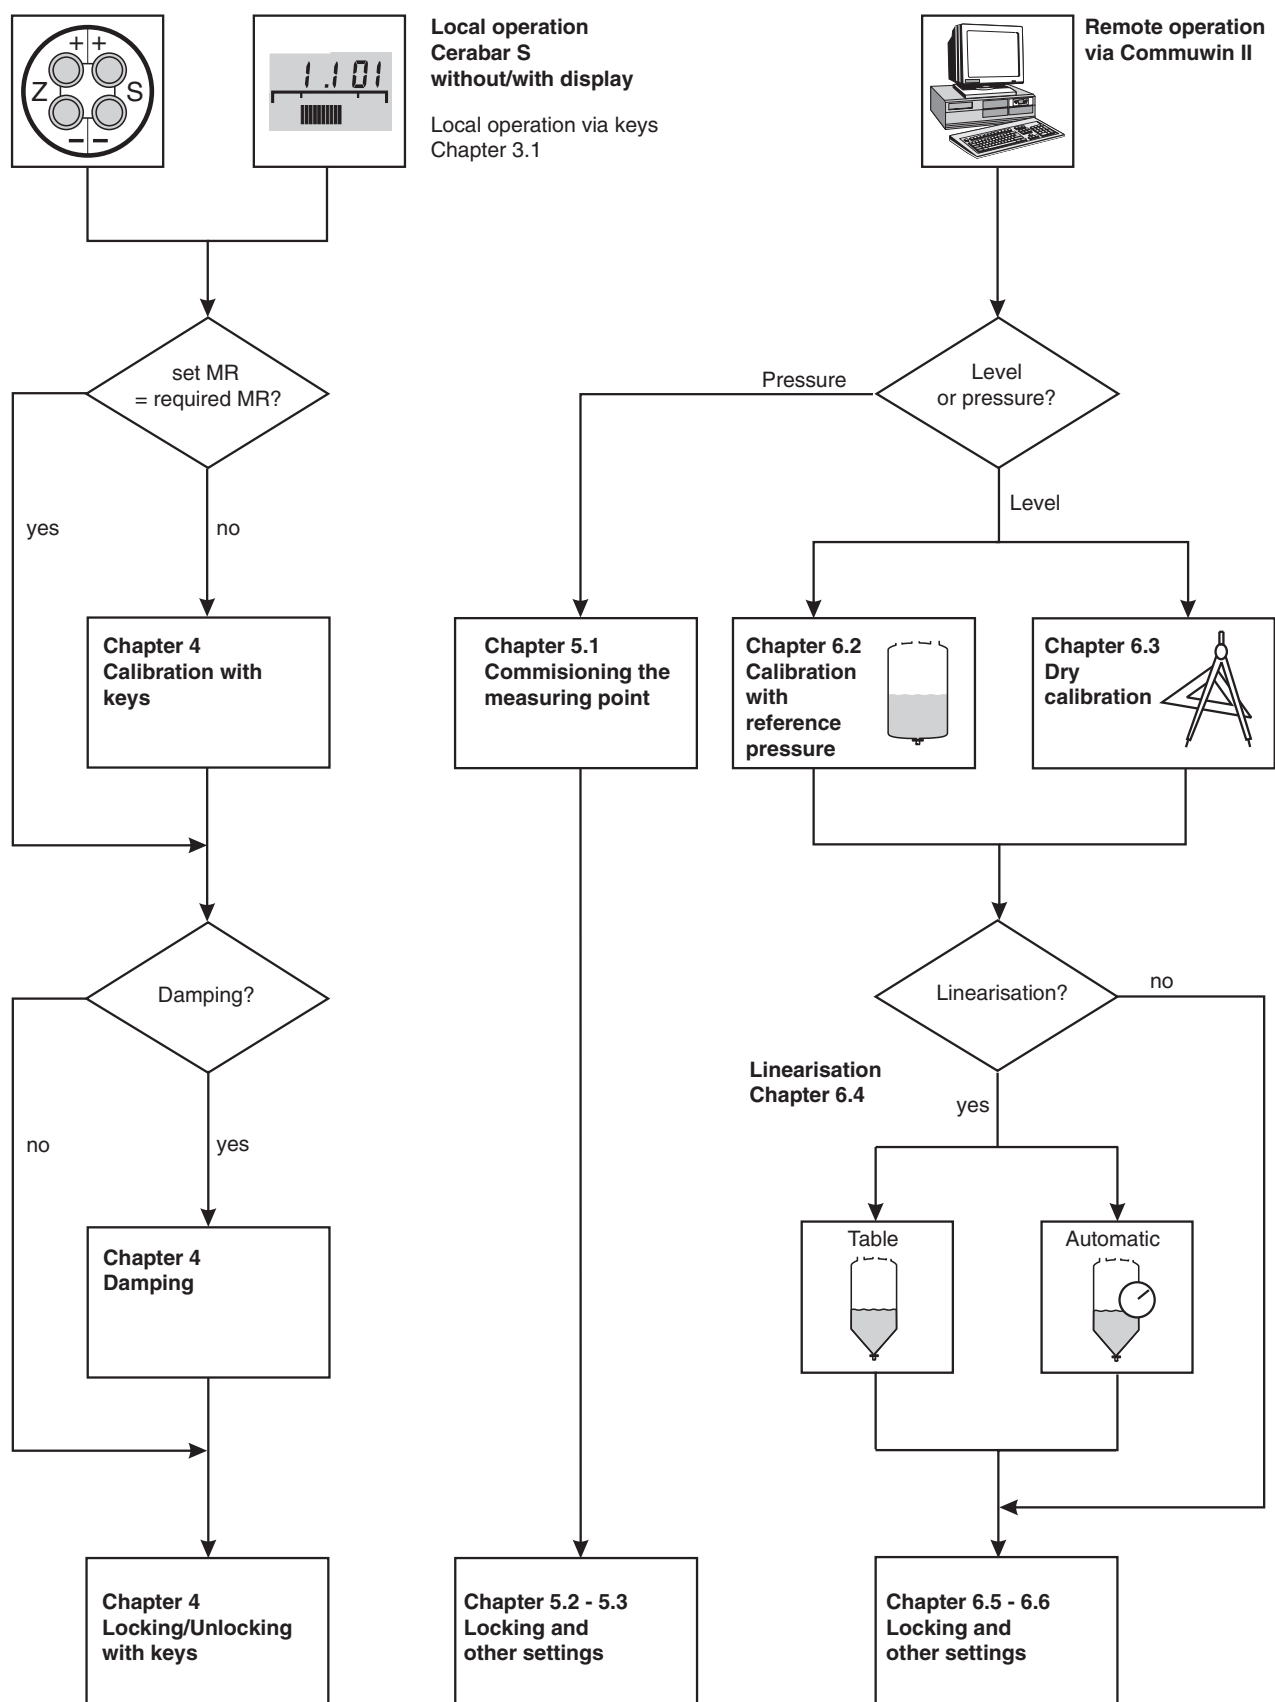 Z
+ +
S
– –
1.101
Local operation
Cerabar S
without/with display
Local operation via keys
Chapter 3.1
Remote operation
via Commuwin II
set MR
= required MR?
yes
no
Chapter 4
Calibration with
keys
Damping?
no
yes
Chapter 4
Damping
Chapter 4
Locking/Unlocking
with keys
Level
or pressure?
Pressure
Level
Chapter 5.1
Commisioning the
measuring point
Chapter 5.2 - 5.3
Locking and
other settings
Chapter 6.2
Calibration
with
reference
pressure
Chapter 6.3
Dry
calibration
Linearisation?
no
Linearisation
Chapter 6.4
yes
Table
Automatic
Chapter 6.5 - 6.6
Locking and
other settings